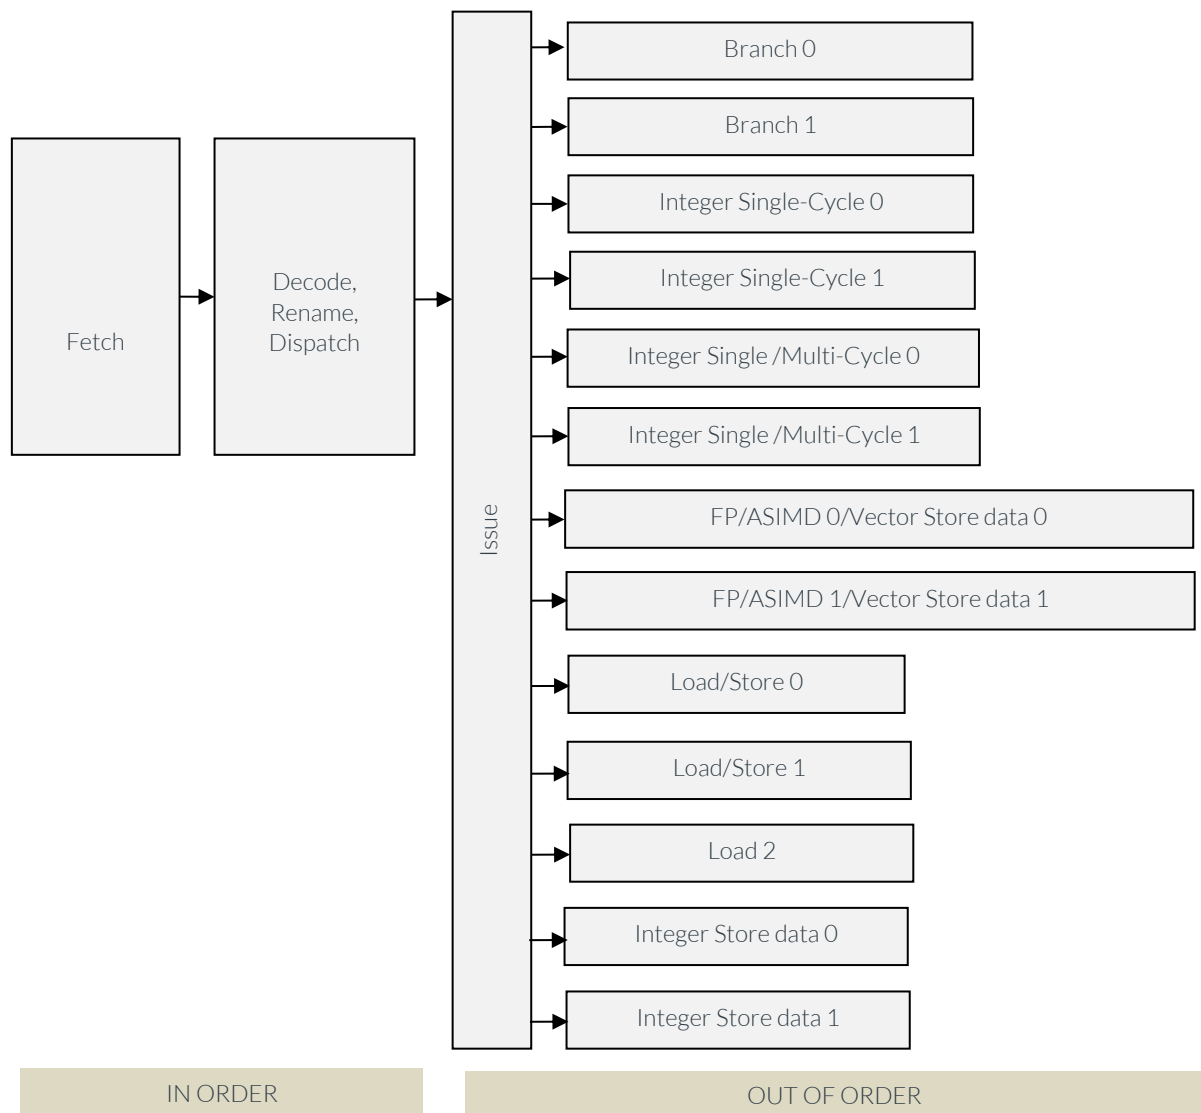 Fetch
Decode,
Rename,
Dispatch
Issue
Branch 0
Branch 1
Integer Single-Cycle 0
Integer Single-Cycle 1
Integer Single /Multi-Cycle 0
Integer Single /Multi-Cycle 1
FP/ASIMD 0/Vector Store data 0
FP/ASIMD 1/Vector Store data 1
Load/Store 0
Load/Store 1
Load 2
Integer Store data 0
Integer Store data 1
IN ORDER
OUT OF ORDER